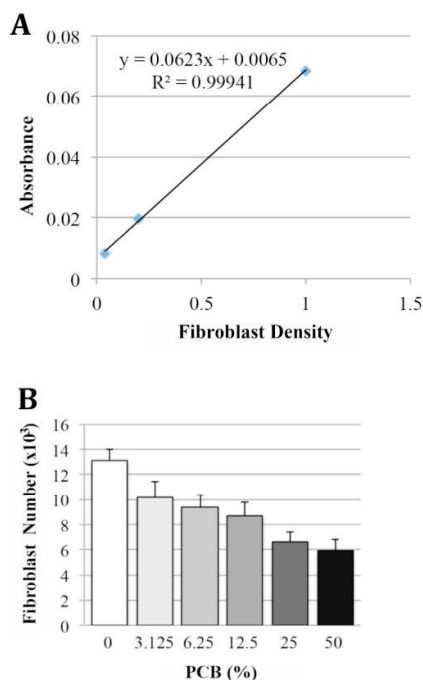 A
0.08
y = 0.0623x + 0.0065
R² = 0.99941
0.06
Absorbance
0.04
0.02
0
0 0.5 1 1.5
Fibroblast Density
B
16
14
12
10
8
6
4
2
0
Fibroblast Number (x10³)
0 3.125 6.25 12.5 25 50
PCB (%)